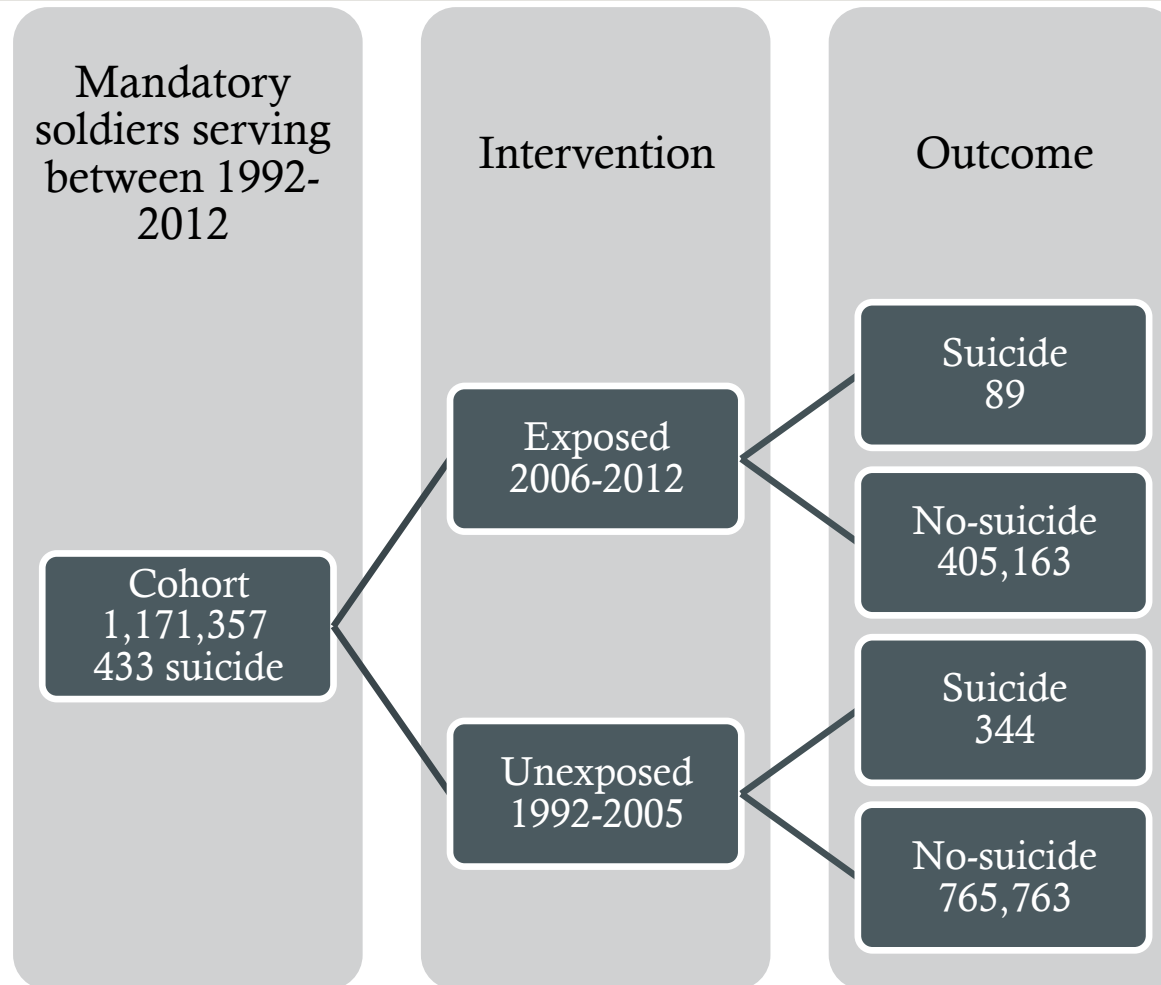 Mandatory
soldiers serving
between 1992-
2012
Intervention
Outcome
Cohort
1,171,357
433 suicide
Exposed
2006-2012
Unexposed
1992-2005
Suicide
89
No-suicide
405,163
Suicide
344
No-suicide
765,763